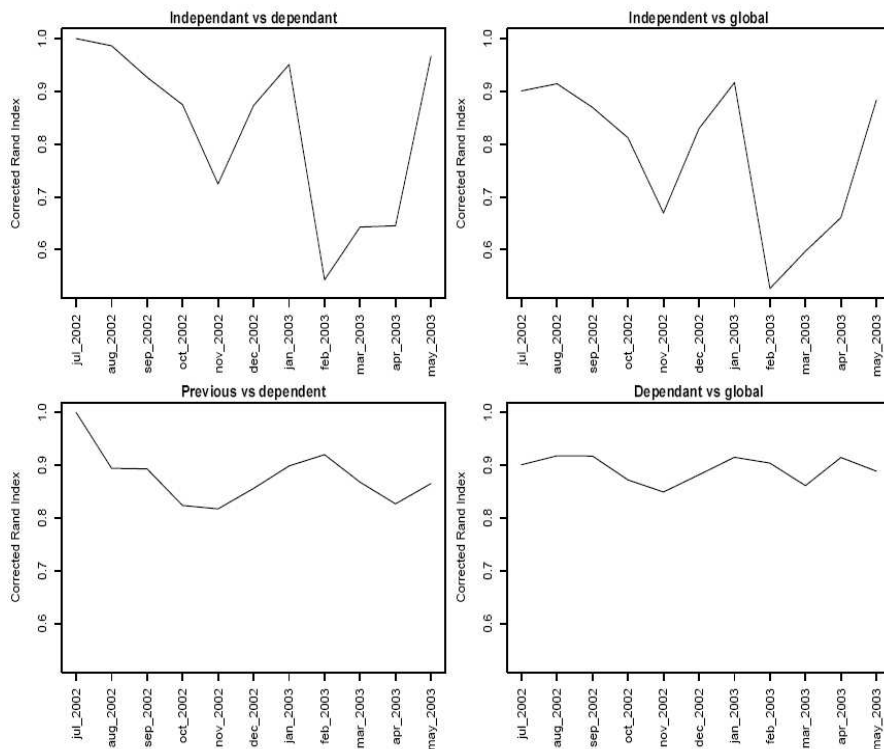 Independant vs dependant
Corrected Rand Index
1.0
0.9
0.8
0.7
0.6
jul_2002
aug_2002
sep_2002
oct_2002
nov_2002
dec_2002
jan_2003
feb_2003
mar_2003
apr_2003
may_2003
Independent vs global
Corrected Rand Index
1.0
0.9
0.8
0.7
0.6
jul_2002
aug_2002
sep_2002
oct_2002
nov_2002
dec_2002
jan_2003
feb_2003
mar_2003
apr_2003
may_2003
Previous vs dependent
Corrected Rand Index
1.0
0.9
0.8
0.7
0.6
jul_2002
aug_2002
sep_2002
oct_2002
nov_2002
dec_2002
jan_2003
feb_2003
mar_2003
apr_2003
may_2003
Dependant vs global
Corrected Rand Index
1.0
0.9
0.8
0.7
0.6
jul_2002
aug_2002
sep_2002
oct_2002
nov_2002
dec_2002
jan_2003
feb_2003
mar_2003
apr_2003
may_2003